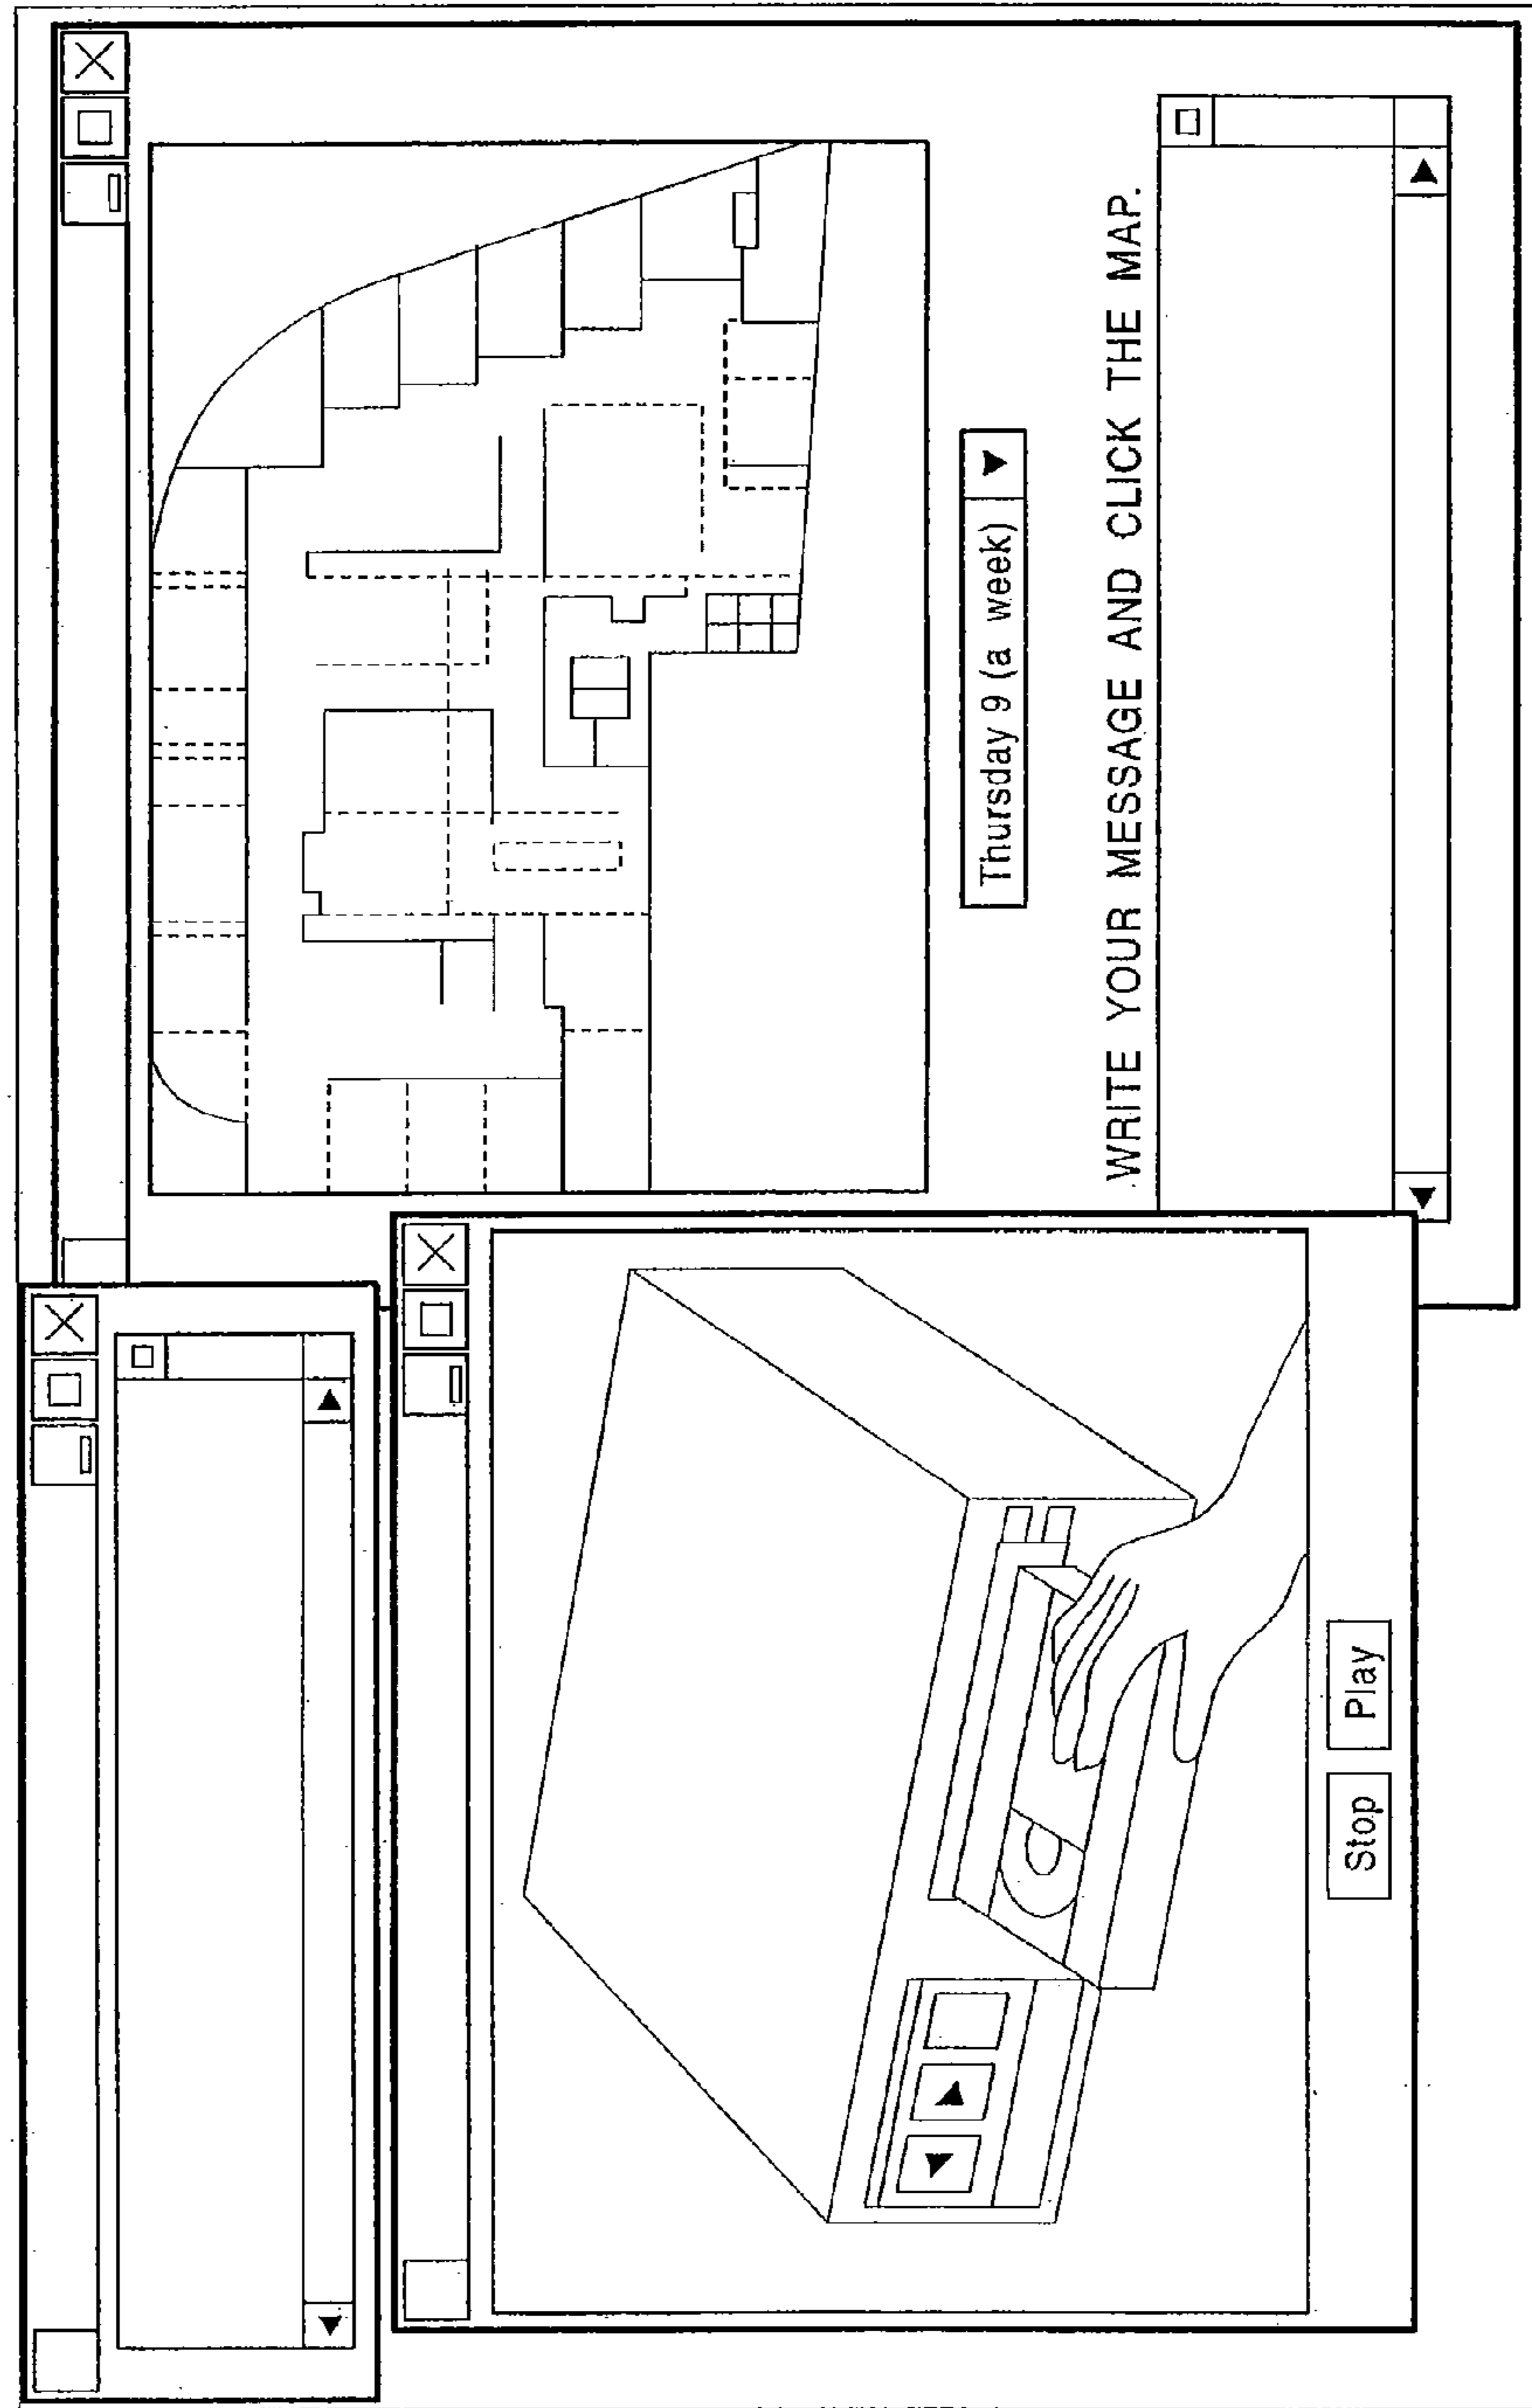 Thursday 9 (a week)
WRITE YOUR MESSAGE AND CLICK THE MAP.
Stop
Play